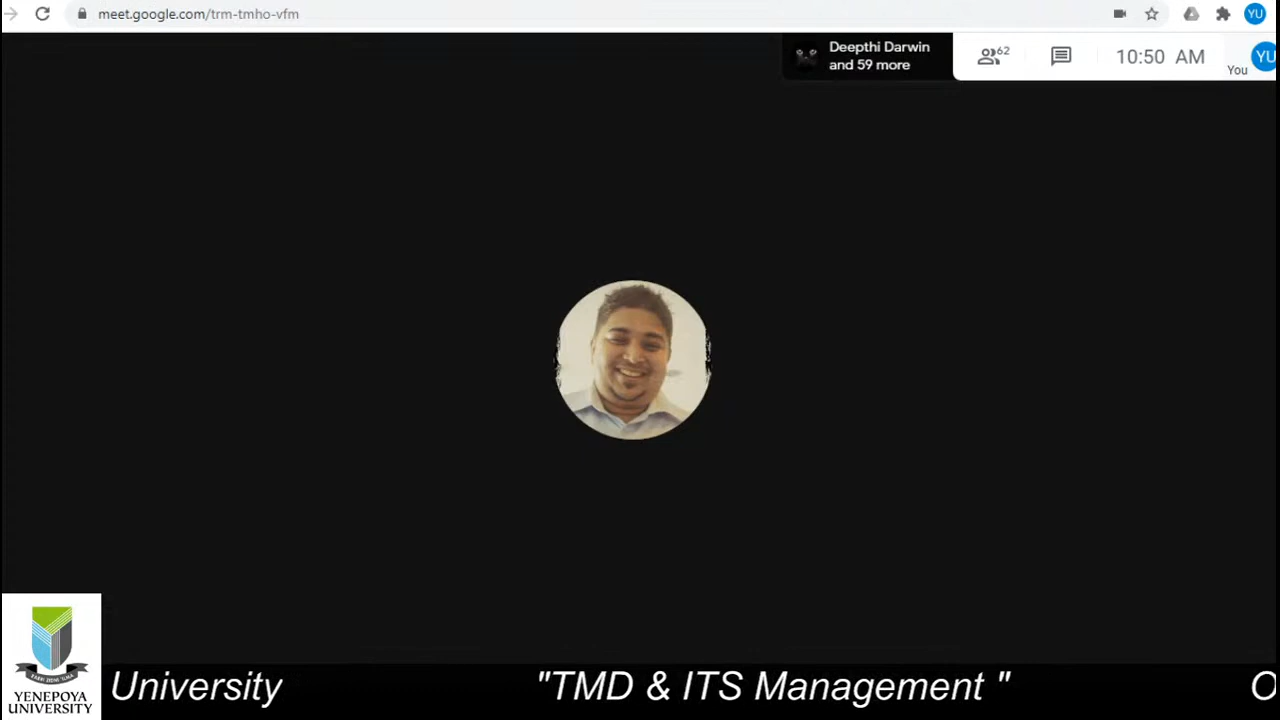 meet.google.com/trm-tmho-vfm
YU
Deepthi Darwin
and 59 more
62
10:50 AM
You
YU
YENEPOYA
UNIVERSITY
University "TMD & ITS Management "